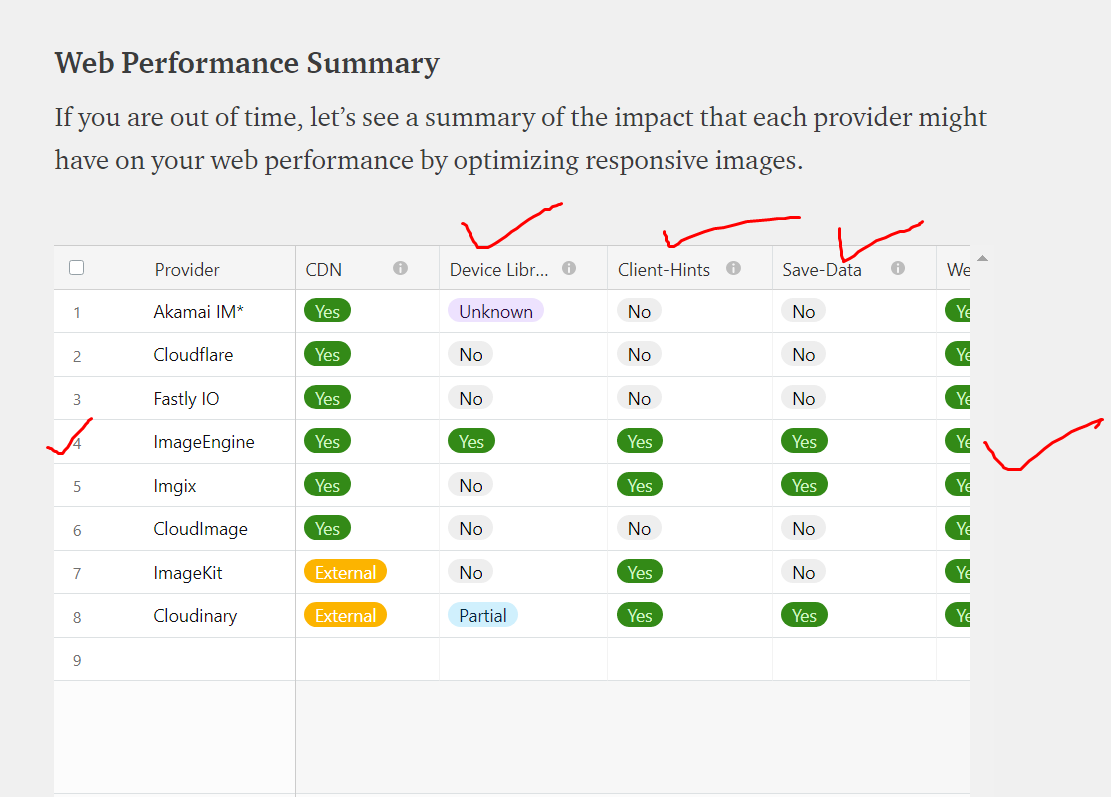 Web Performance Summary
If you are out of time, let’s see a summary of the impact that each provider might
have on your web performance by optimizing responsive images.
Provider CDN Device Libr... Client-Hints Save-Data We
1 Akamai IM* Yes Unknown No No Ye
2 Cloudflare Yes No No No Ye
3 Fastly IO Yes No No No Ye
4 ImageEngine Yes Yes Yes Yes Ye
5 Imgix Yes No Yes Yes Ye
6 CloudImage Yes No No No Ye
7 ImageKit External No Yes No Ye
8 Cloudinary External Partial Yes Yes Ye
9